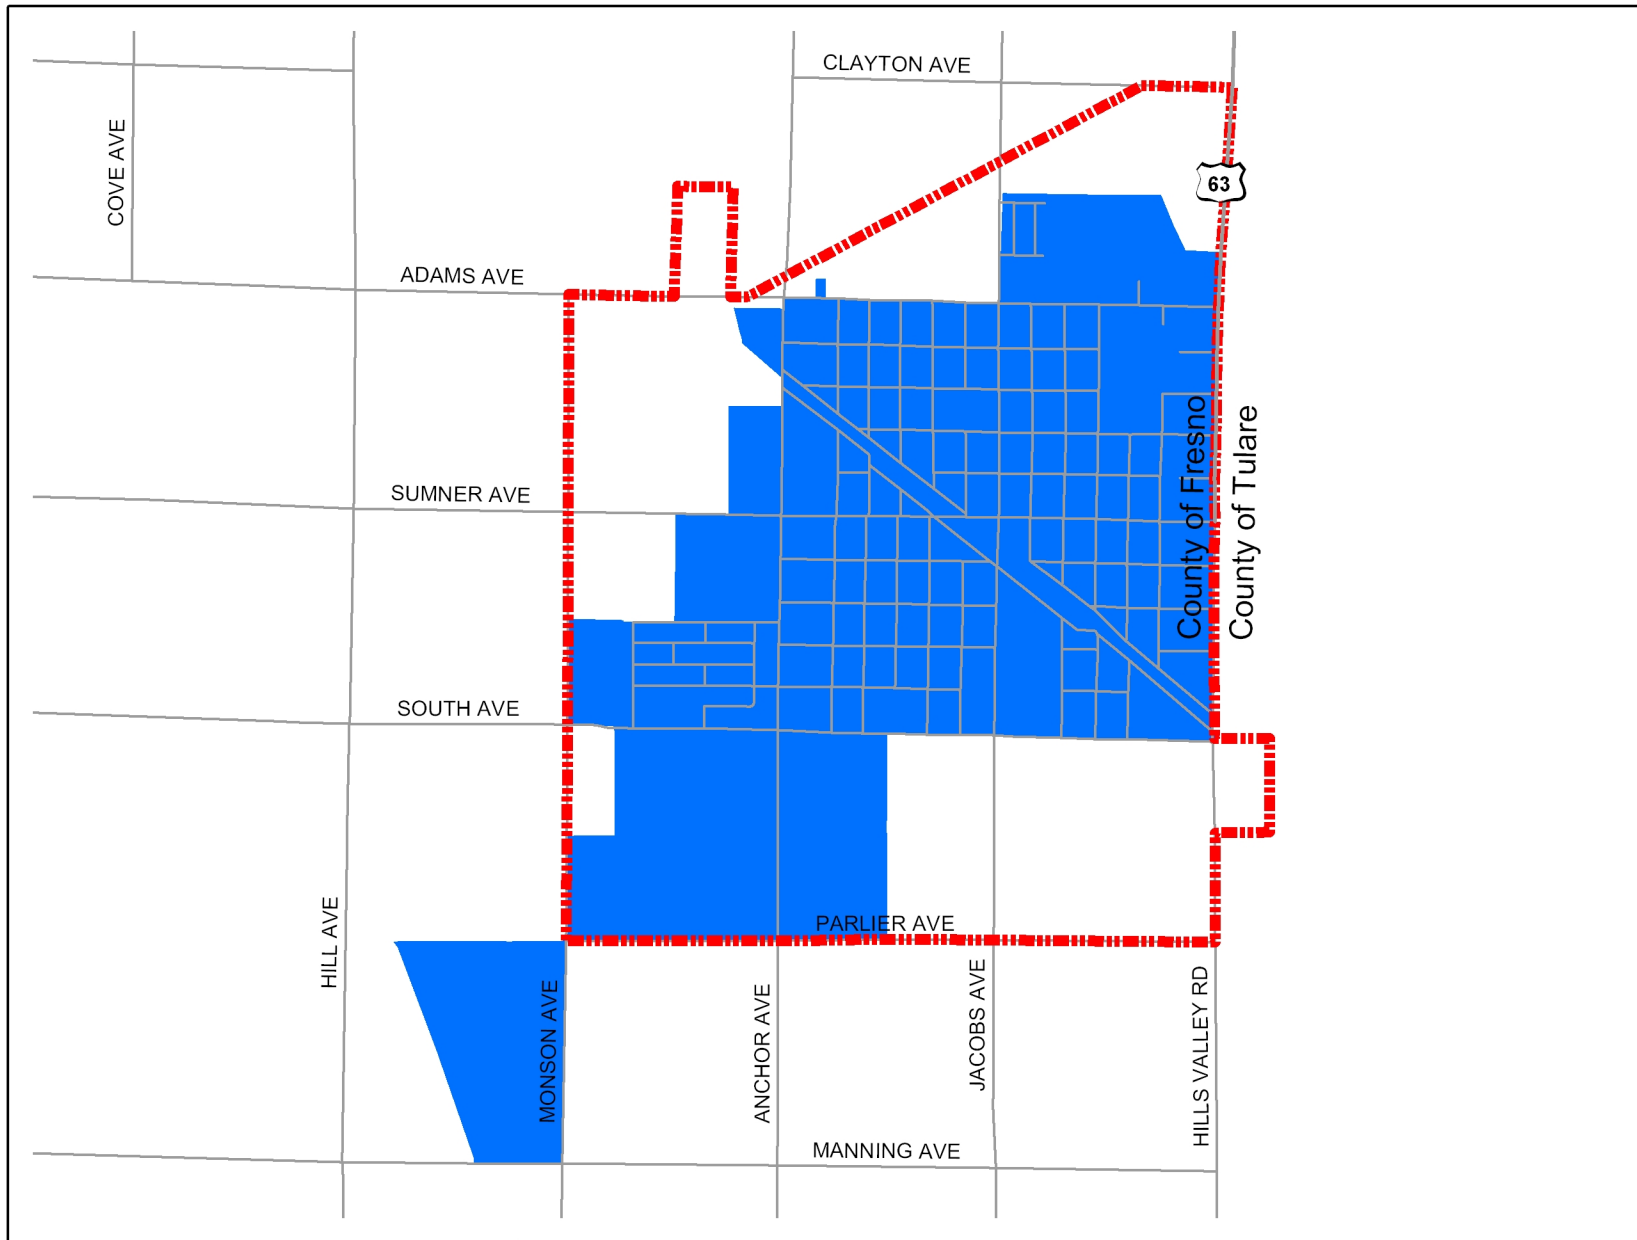 CLAYTON AVE
COVE AVE
63
ADAMS AVE
County of Fresno
County of Tulare
SUMNER AVE
SOUTH AVE
PARLIER AVE
HILL AVE
MONSON AVE
ANCHOR AVE
JACOBS AVE
HILLS VALLEY RD
MANNING AVE